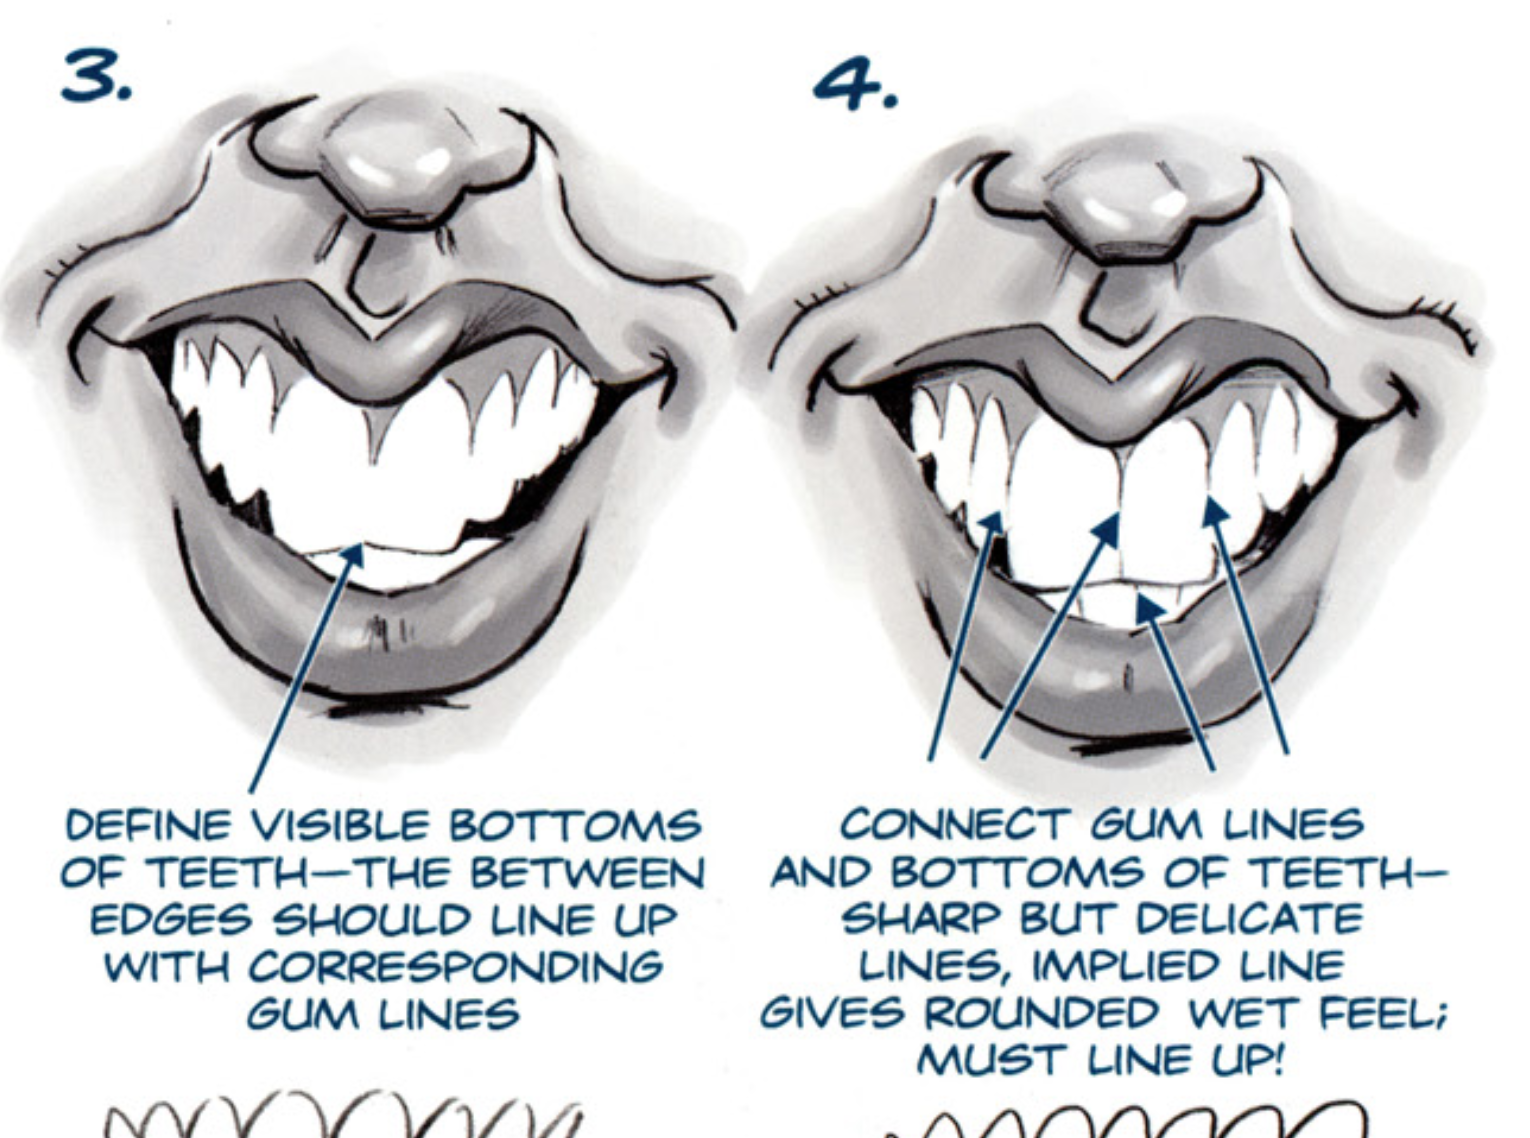 3.
DEFINE VISIBLE BOTTOMS
OF TEETH—THE BETWEEN
EDGES SHOULD LINE UP
WITH CORRESPONDING
GUM LINES
4.
CONNECT GUM LINES
AND BOTTOMS OF TEETH—
SHARP BUT DELICATE
LINES, IMPLIED LINE
GIVES ROUNDED WET FEEL;
MUST LINE UP!